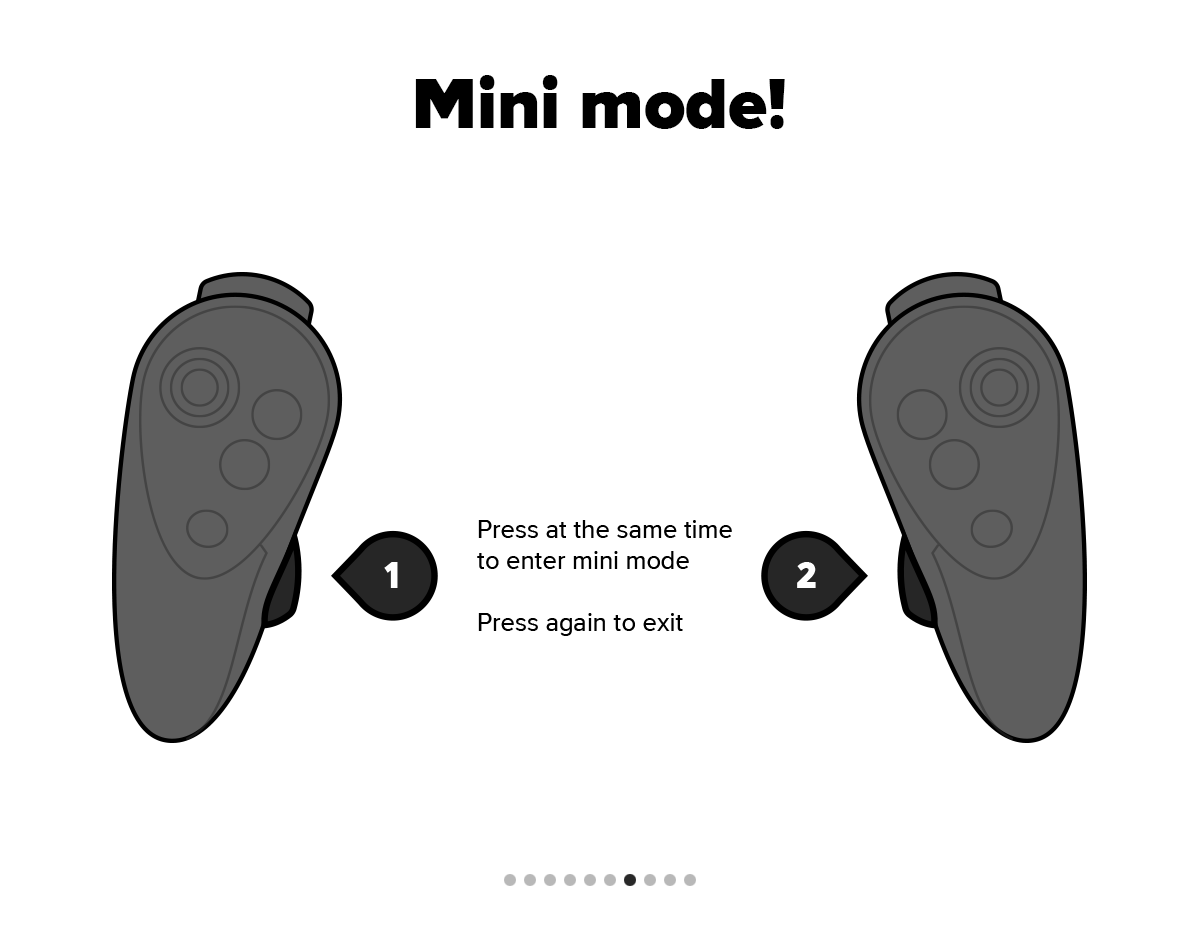 Mini mode!
Press at the same time
to enter mini mode
1
2
Press again to exit